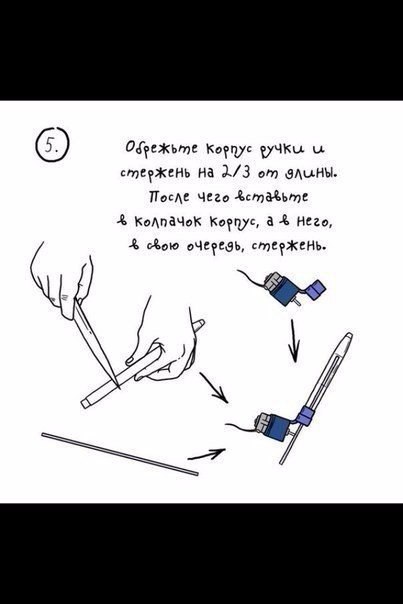 5.
Обрежьте корпус ручки и
стержень на 2/3 от длины.
После чего вставьте
в колпачок корпус, а в него,
в свою очередь, стержень.